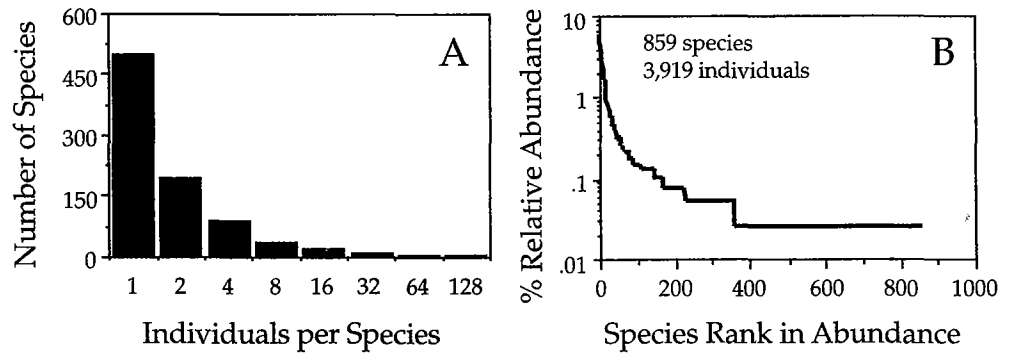 Number of Species
600
450
300
150
0
A
1 2 4 8 16 32 64 128
Individuals per Species
% Relative Abundance
10
1
.1
.01
859 species
3,919 individuals
B
0 200 400 600 800 1000
Species Rank in Abundance